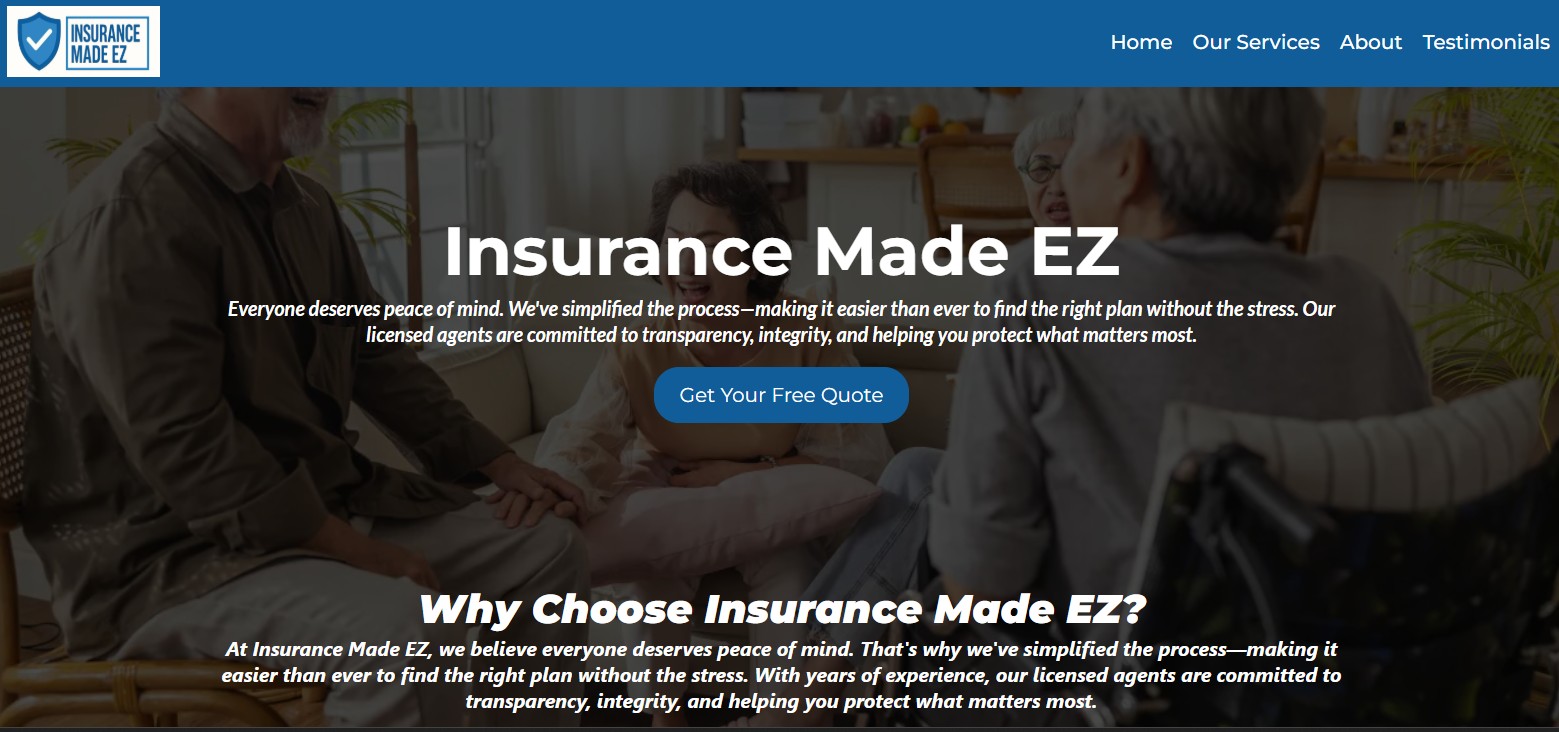 INSURANCE
MADE EZ
Home Our Services About Testimonials
Insurance Made EZ
Everyone deserves peace of mind. We've simplified the process—making it easier than ever to find the right plan without the stress. Our
licensed agents are committed to transparency, integrity, and helping you protect what matters most.
Get Your Free Quote
Why Choose Insurance Made EZ?
At Insurance Made EZ, we believe everyone deserves peace of mind. That's why we've simplified the process—making it
easier than ever to find the right plan without the stress. With years of experience, our licensed agents are committed to
transparency, integrity, and helping you protect what matters most.